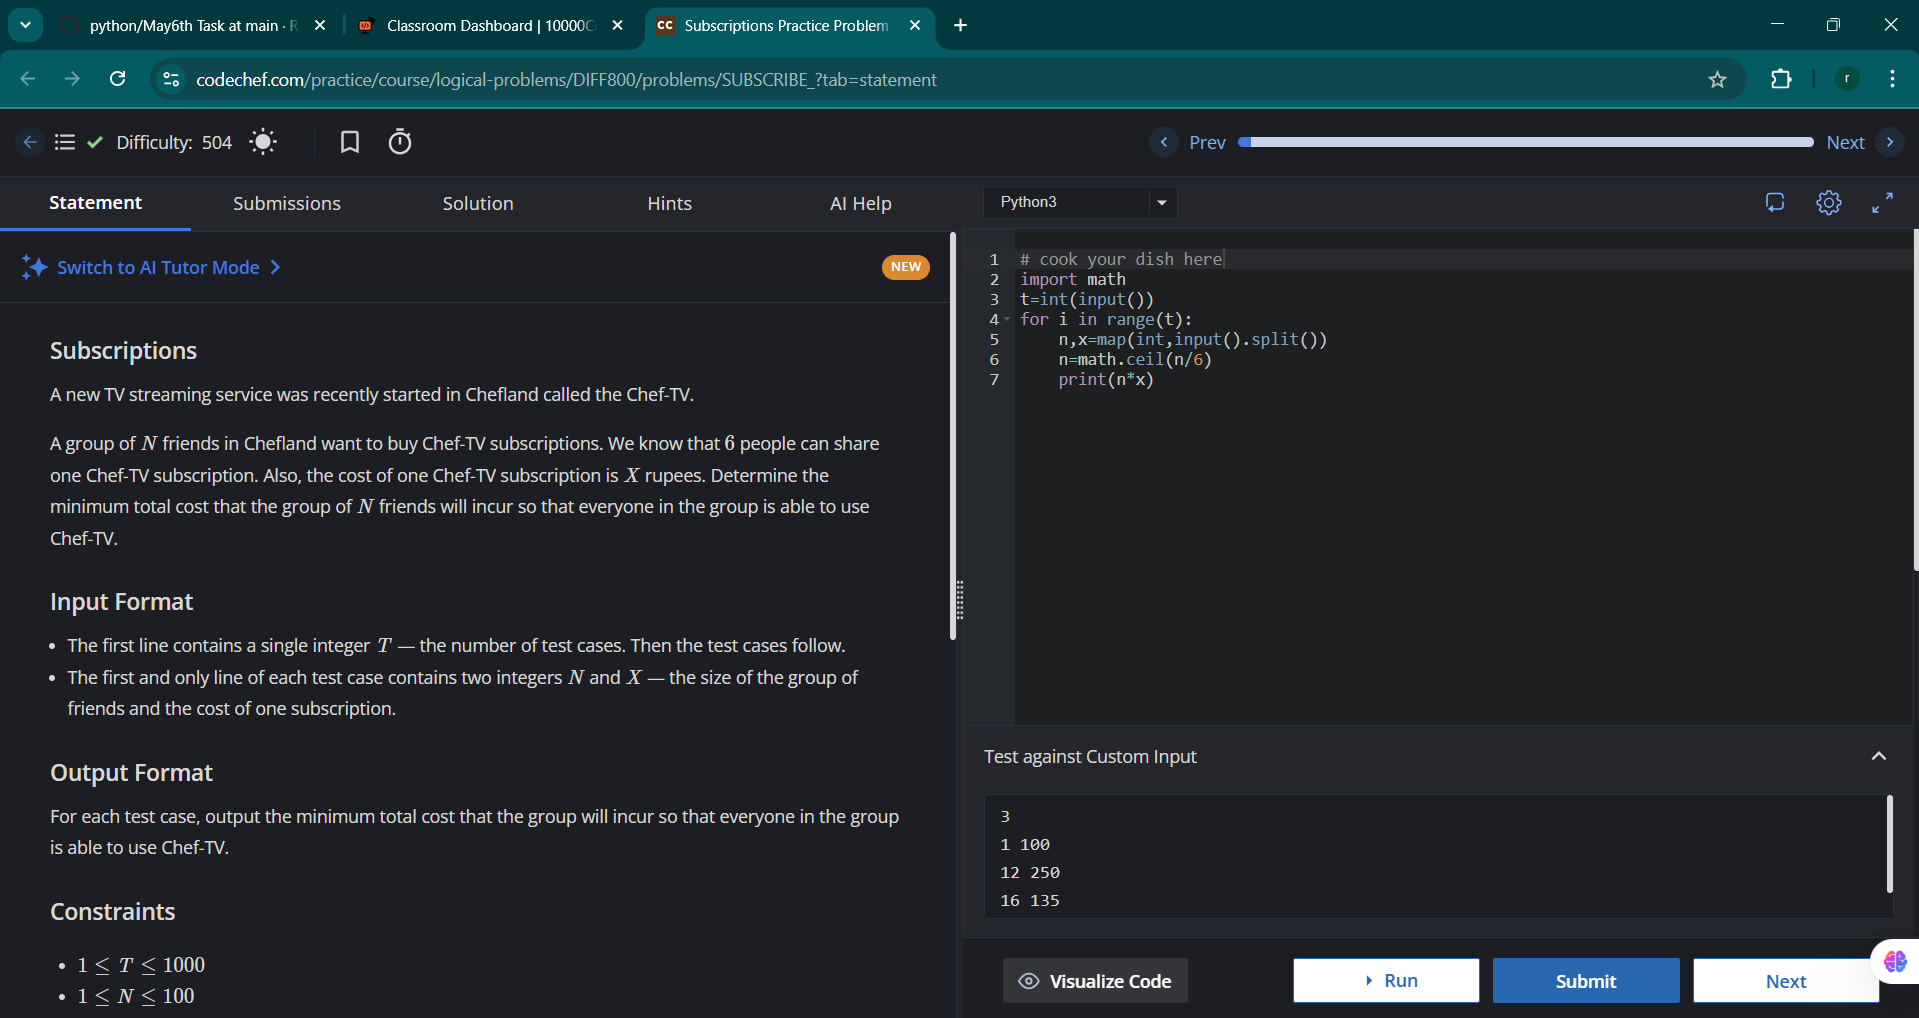 python/May6th Task at main · R
Classroom Dashboard | 10000C
CC Subscriptions Practice Problem
codechef.com/practice/course/logical-problems/DIFF800/problems/SUBSCRIBE_?tab=statement
r
Difficulty: 504
Prev
Next
Statement
Submissions
Solution
Hints
AI Help
Python3
Switch to AI Tutor Mode
NEW
Subscriptions
A new TV streaming service was recently started in Chefland called the Chef-TV.
A group of N friends in Chefland want to buy Chef-TV subscriptions. We know that 6 people can share
one Chef-TV subscription. Also, the cost of one Chef-TV subscription is X rupees. Determine the
minimum total cost that the group of N friends will incur so that everyone in the group is able to use
Chef-TV.
Input Format
• The first line contains a single integer T — the number of test cases. Then the test cases follow.
• The first and only line of each test case contains two integers N and X — the size of the group of
friends and the cost of one subscription.
Output Format
For each test case, output the minimum total cost that the group will incur so that everyone in the group
is able to use Chef-TV.
Constraints
• 1 ≤ T ≤ 1000
• 1 ≤ N ≤ 100
1 # cook your dish here
2 import math
3 t=int(input())
4 for i in range(t):
5     n,x=map(int,input().split())
6     n=math.ceil(n/6)
7     print(n*x)
Test against Custom Input
3
1 100
12 250
16 135
Visualize Code
Run
Submit
Next